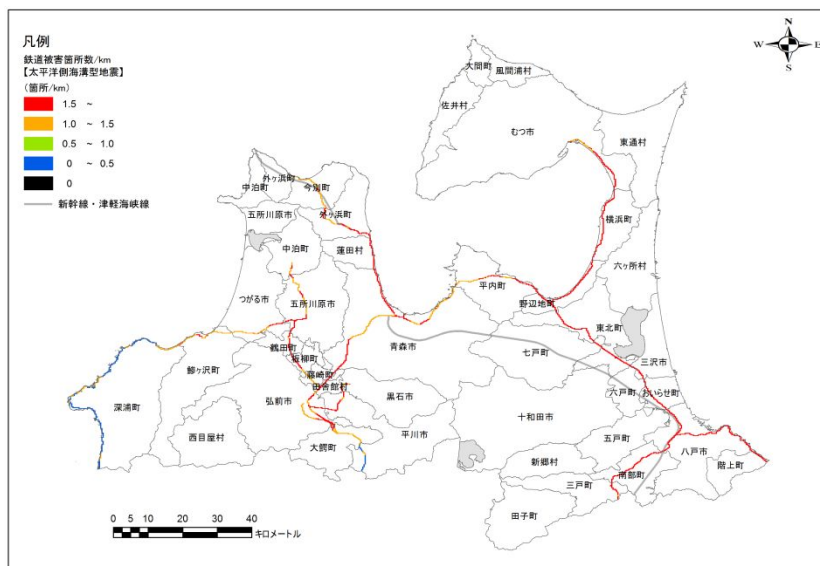 凡例
鉄道被害箇所数/km
【太平洋側海溝型地震】
(箇所/km)
1.5 ～
1.0 ～ 1.5
0.5 ～ 1.0
0 ～ 0.5
0
新幹線・津軽海峡線
N
W E
S
大間町
風間浦村
佐井村
むつ市
東通村
外ヶ浜町
今別町
中泊町
五所川原市
外ヶ浜町
横浜町
蓬田村
中泊町
六ヶ所村
平内町
つがる市
五所川原市
野辺地町
東北町
青森市
七戸町
三沢市
鶴田町
板柳町
鰺ヶ沢町
藤崎町
田舎館村
六戸町
おいらせ町
黒石市
深浦町
弘前市
十和田市
西目屋村
平川市
五戸町
大鰐町
八戸市
新郷村
階上町
南部町
三戸町
田子町
0 5 10 20 30 40
キロメートル